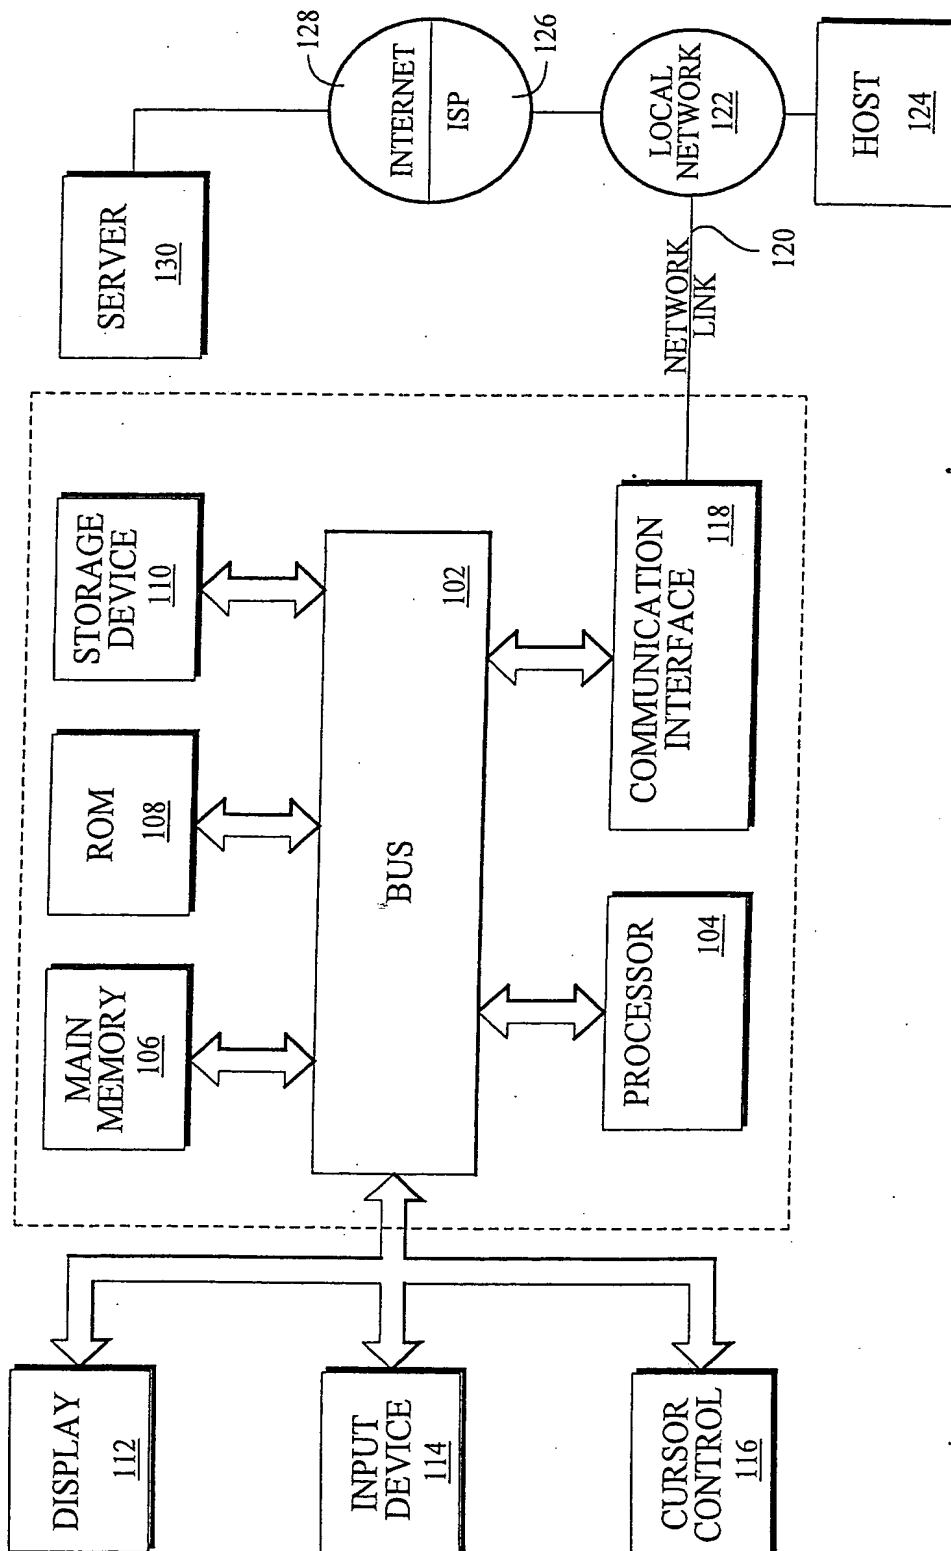 DISPLAY
112
INPUT
DEVICE
114
CURSOR
CONTROL
116
MAIN
MEMORY
106
ROM
108
STORAGE
DEVICE
110
BUS
102
PROCESSOR
104
COMMUNICATION
INTERFACE
118
SERVER
130
128
INTERNET
ISP
126
NETWORK
LINK
120
LOCAL
NETWORK
122
HOST
124